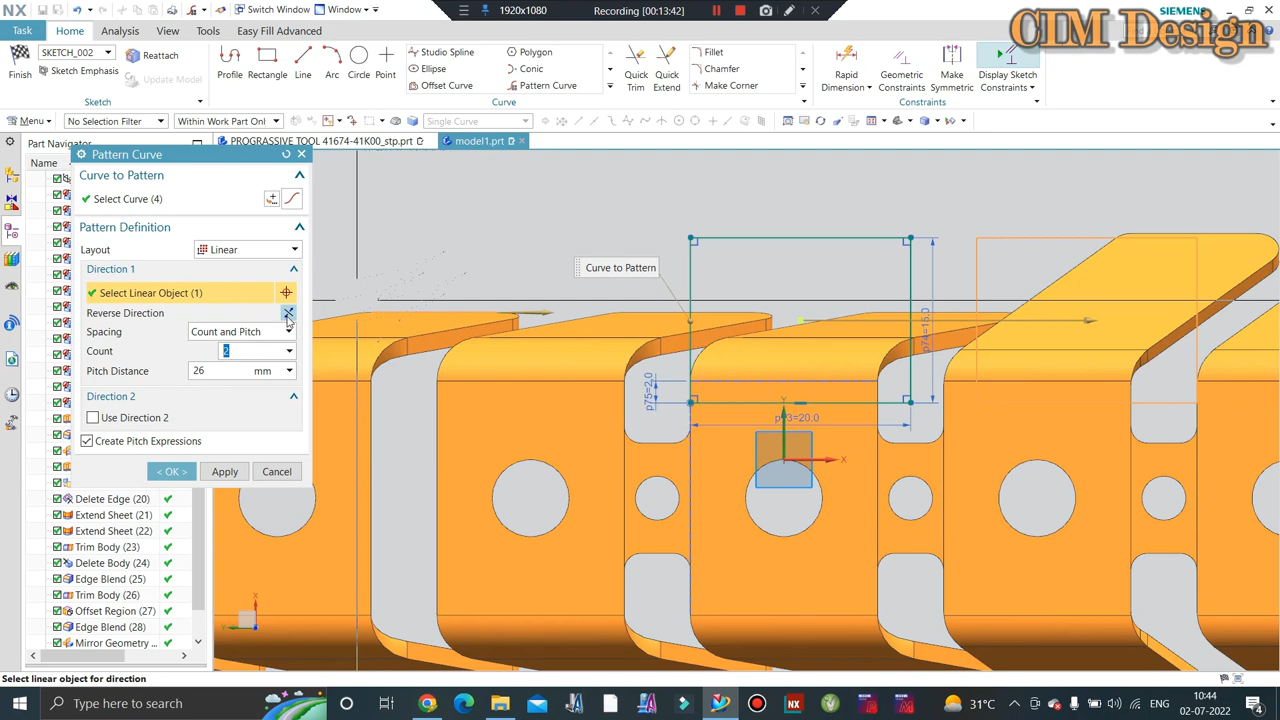 NX
Switch Window
Window
1920x1080
Recording [00:13:42]
SIEMENS
CIM Design
Task
Home
Analysis
View
Tools
Easy Fill Advanced
SKETCH_002
Reattach
Finish
Sketch Emphasis
Update Model
Sketch
Profile
Rectangle
Line
Arc
Circle
Point
Studio Spline
Polygon
Ellipse
Conic
Offset Curve
Pattern Curve
Curve
Quick Trim
Quick Extend
Fillet
Chamfer
Make Corner
Rapid Dimension
Geometric Constraints
Make Symmetric
Display Sketch Constraints
Constraints
Menu
No Selection Filter
Within Work Part Only
Single Curve
Part Navigator
PROGRASSIVE TOOL 41674-41K00_stp.prt
model1.prt
Name
Pattern Curve
Curve to Pattern
Select Curve (4)
Pattern Definition
Layout
Linear
Direction 1
Select Linear Object (1)
Reverse Direction
Spacing
Count and Pitch
Count
2
Pitch Distance
26
mm
Direction 2
Use Direction 2
Create Pitch Expressions
< OK >
Apply
Cancel
Delete Edge (20)
Extend Sheet (21)
Extend Sheet (22)
Trim Body (23)
Delete Body (24)
Edge Blend (25)
Trim Body (26)
Offset Region (27)
Edge Blend (28)
Mirror Geometry ...
Curve to Pattern
p74=15,0
p75=2,0
p73=20,0
Y
X
X
Y
Select linear object for direction
Type here to search
31°C
ENG
10:44
02-07-2022